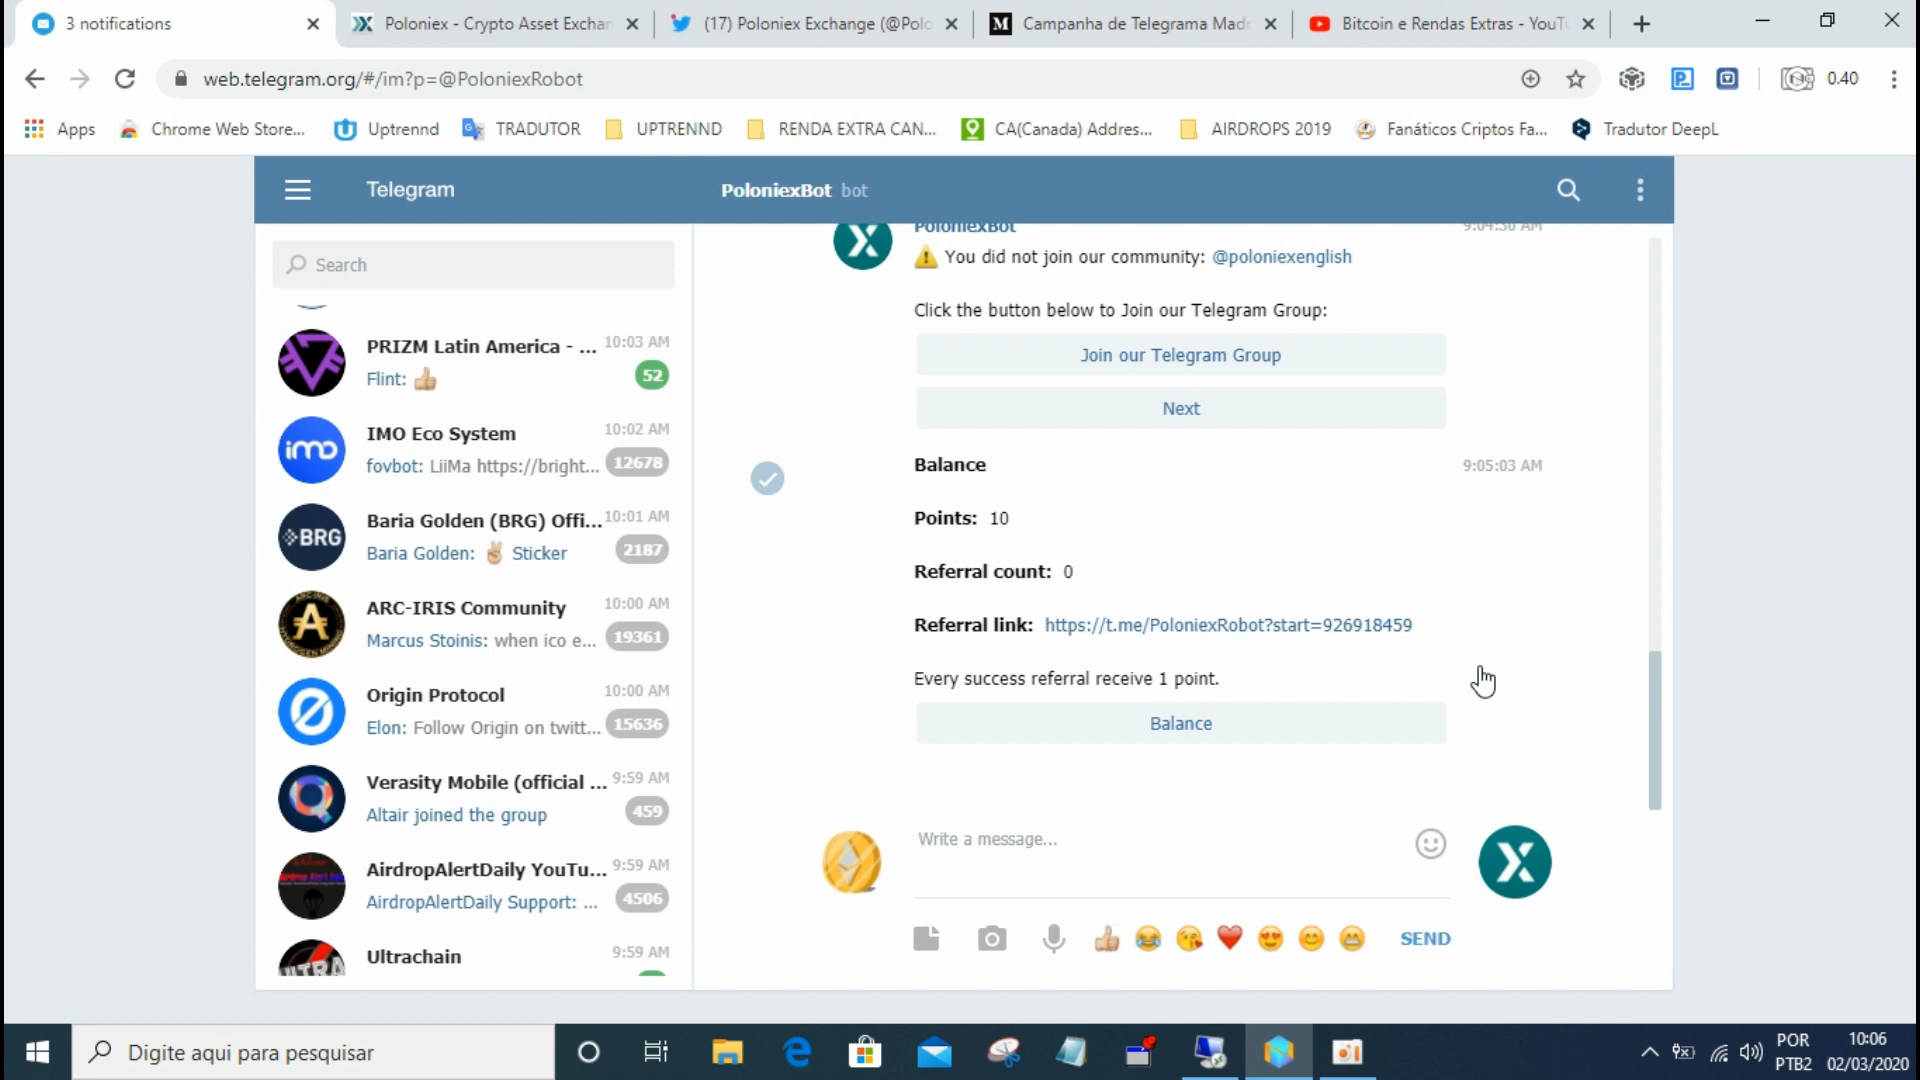 3 notifications
Poloniex - Crypto Asset Exchan
(17) Poloniex Exchange (@Polo
Campanha de Telegrama Mad
Bitcoin e Rendas Extras - YouT
web.telegram.org/#/im?p=@PoloniexRobot
0.40
Apps
Chrome Web Store...
Uptrennd
TRADUTOR
UPTRENND
RENDA EXTRA CAN...
CA(Canada) Addres...
AIRDROPS 2019
Fanáticos Criptos Fa...
Tradutor DeepL
Telegram
PoloniexBot bot
Search
PRIZM Latin America - ... 10:03 AM
Flint: 👍 52
IMO Eco System 10:02 AM
fovbot: LiiMa https://bright... 12678
imo
Baria Golden (BRG) Offi... 10:01 AM
Baria Golden: ✌ Sticker 2187
BRG
ARC-IRIS Community 10:00 AM
Marcus Stoinis: when ico e... 19361
Origin Protocol 10:00 AM
Elon: Follow Origin on twitt... 15636
Verasity Mobile (official ... 9:59 AM
Altair joined the group 459
AirdropAlertDaily YouTu... 9:59 AM
AirdropAlertDaily Support: ... 4506
Ultrachain 9:59 AM
ULTRA
PoloniexBot 9:04:30 AM
⚠ You did not join our community: @poloniexenglish
Click the button below to Join our Telegram Group:
Join our Telegram Group
Next
Balance 9:05:03 AM
Points: 10
Referral count: 0
Referral link: https://t.me/PoloniexRobot?start=926918459
Every success referral receive 1 point.
Balance
Write a message...
SEND
Digite aqui para pesquisar
POR
PTB2
10:06
02/03/2020